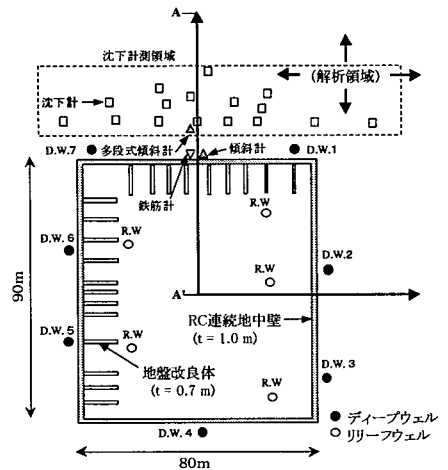 A
沈下計測領域
(解析領域)
沈下計
D.W.7
多段式傾斜計
傾斜計
D.W.1
鉄筋計
R.W
R.W
D.W.6
D.W.2
R.W
A'
90m
RC連続地中壁
(t = 1.0 m)
D.W.5
R.W
地盤改良体
(t = 0.7 m)
R.W
D.W.3
ディープウェル
リリーフウェル
D.W.4
80m